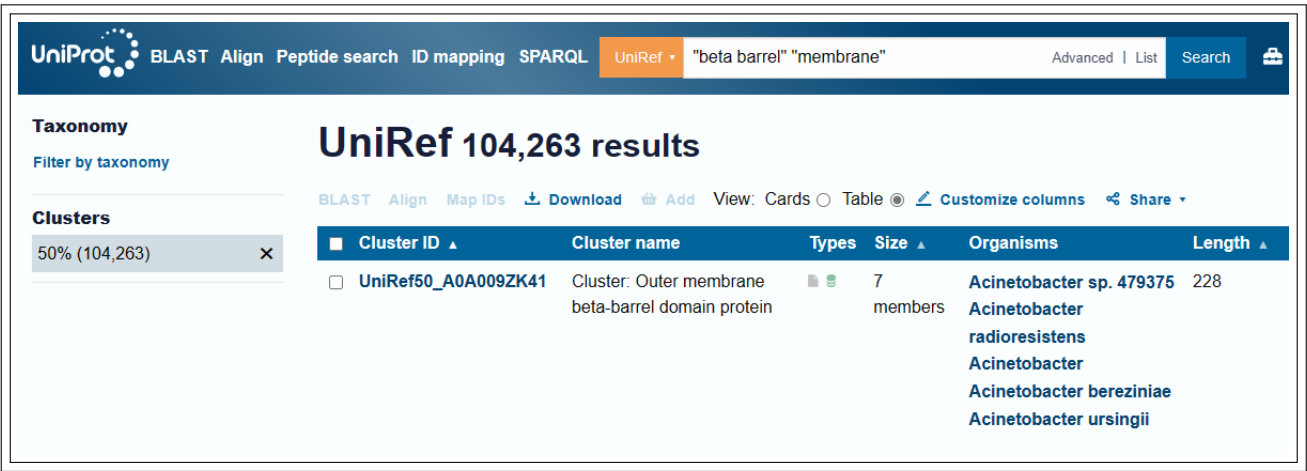 UniProt BLAST Align Peptide search ID mapping SPARQL UniRef "beta barrel" "membrane" Advanced | List Search
Taxonomy
Filter by taxonomy
Clusters
50% (104,263) ×
UniRef 104,263 results
BLAST Align Map IDs Download Add View: Cards Table Customize columns Share
Cluster ID Cluster name Types Size Organisms Length
UniRef50_A0A009ZK41 Cluster: Outer membrane 7 Acinetobacter sp. 479375 228
beta-barrel domain protein members Acinetobacter
radioresistens
Acinetobacter
Acinetobacter bereziniae
Acinetobacter ursingii